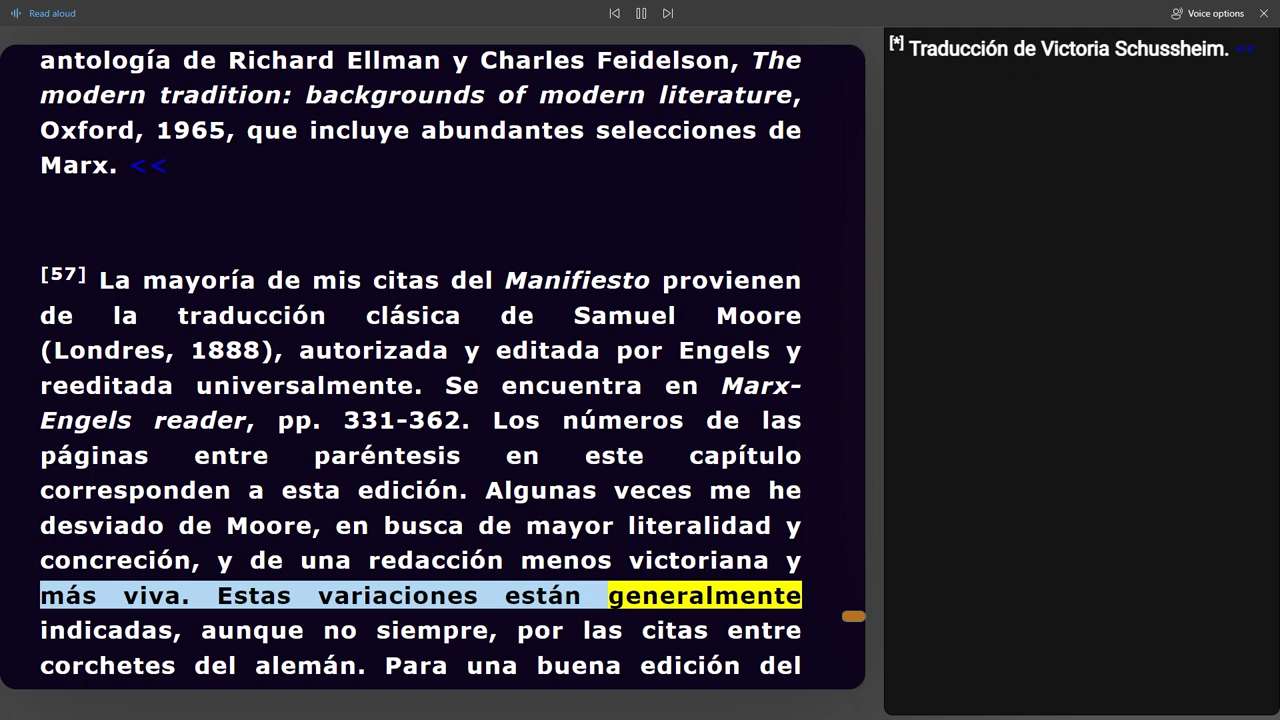 Read aloud
Voice options
antología de Richard Ellman y Charles Feidelson, The
modern tradition: backgrounds of modern literature,
Oxford, 1965, que incluye abundantes selecciones de
Marx. <<
[57] La mayoría de mis citas del Manifiesto provienen
de la traducción clásica de Samuel Moore
(Londres, 1888), autorizada y editada por Engels y
reeditada universalmente. Se encuentra en Marx-
Engels reader, pp. 331-362. Los números de las
páginas entre paréntesis en este capítulo
corresponden a esta edición. Algunas veces me he
desviado de Moore, en busca de mayor literalidad y
concreción, y de una redacción menos victoriana y
más viva. Estas variaciones están generalmente
indicadas, aunque no siempre, por las citas entre
corchetes del alemán. Para una buena edición del
[*] Traducción de Victoria Schussheim. <<